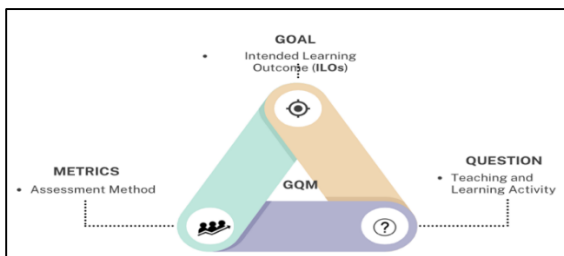 GOAL
• Intended Learning
Outcome (ILOs)
METRICS
• Assessment Method
GQM
QUESTION
• Teaching and
Learning Activity
?